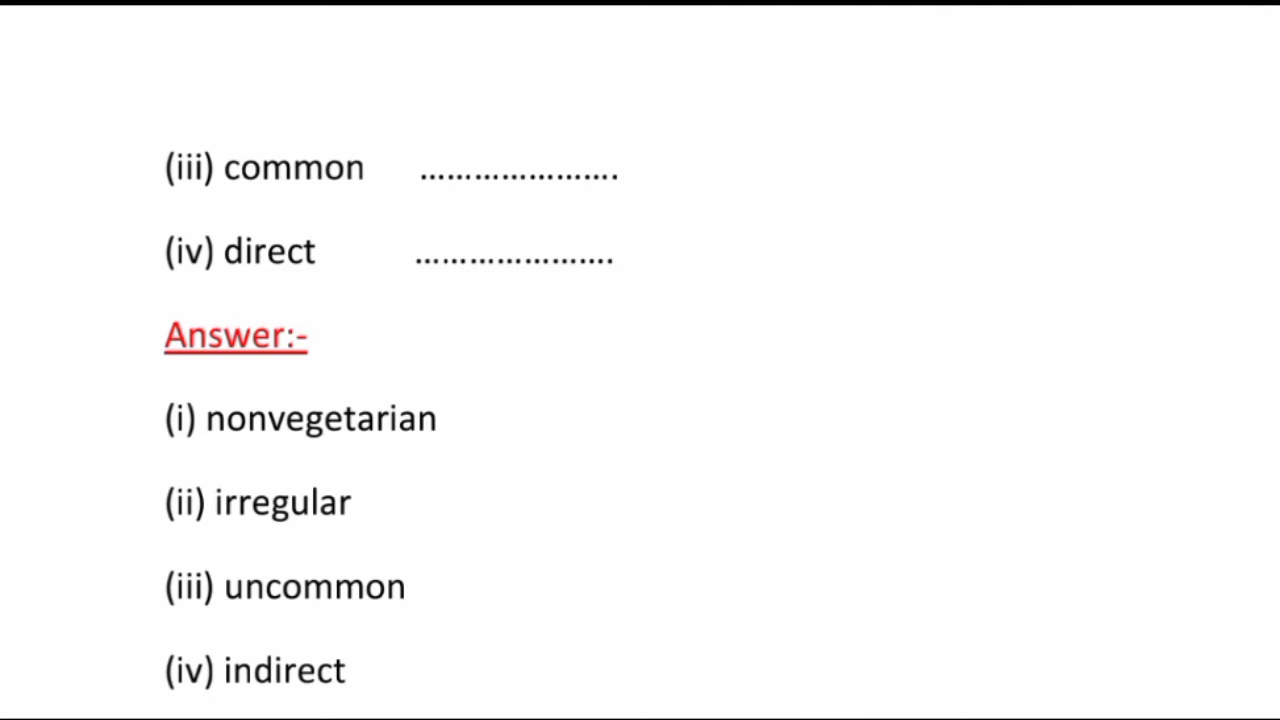 (iii) common …………………..
(iv) direct ………………….
Answer:-
(i) nonvegetarian
(ii) irregular
(iii) uncommon
(iv) indirect